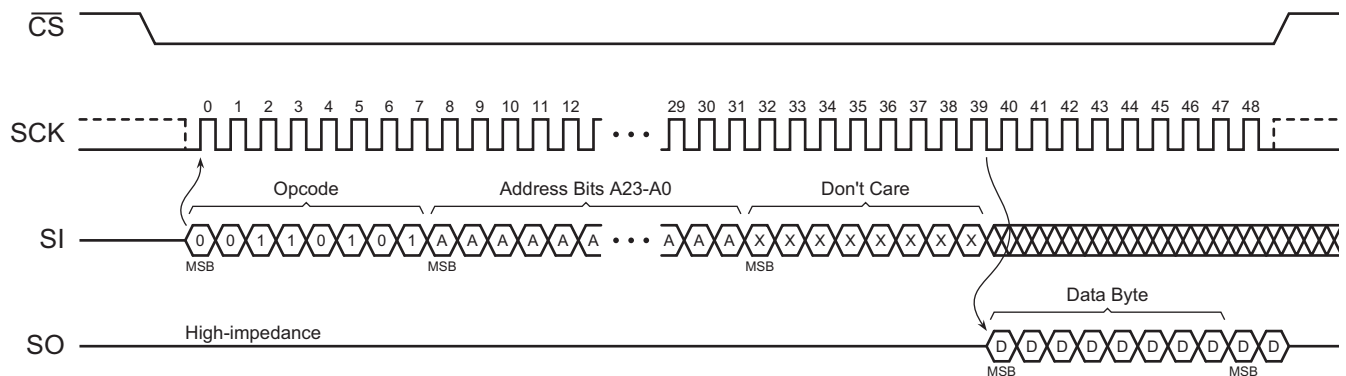 CS
0 1 2 3 4 5 6 7 8 9 10 11 12 29 30 31 32 33 34 35 36 37 38 39 40 41 42 43 44 45 46 47 48
SCK
Opcode Address Bits A23-A0 Don't Care
SI 0 0 1 1 0 1 0 1 A A A A A A A A A X X X X X X X X
MSB MSB MSB
Data Byte
High-impedance
SO D D D D D D D D D D
MSB MSB